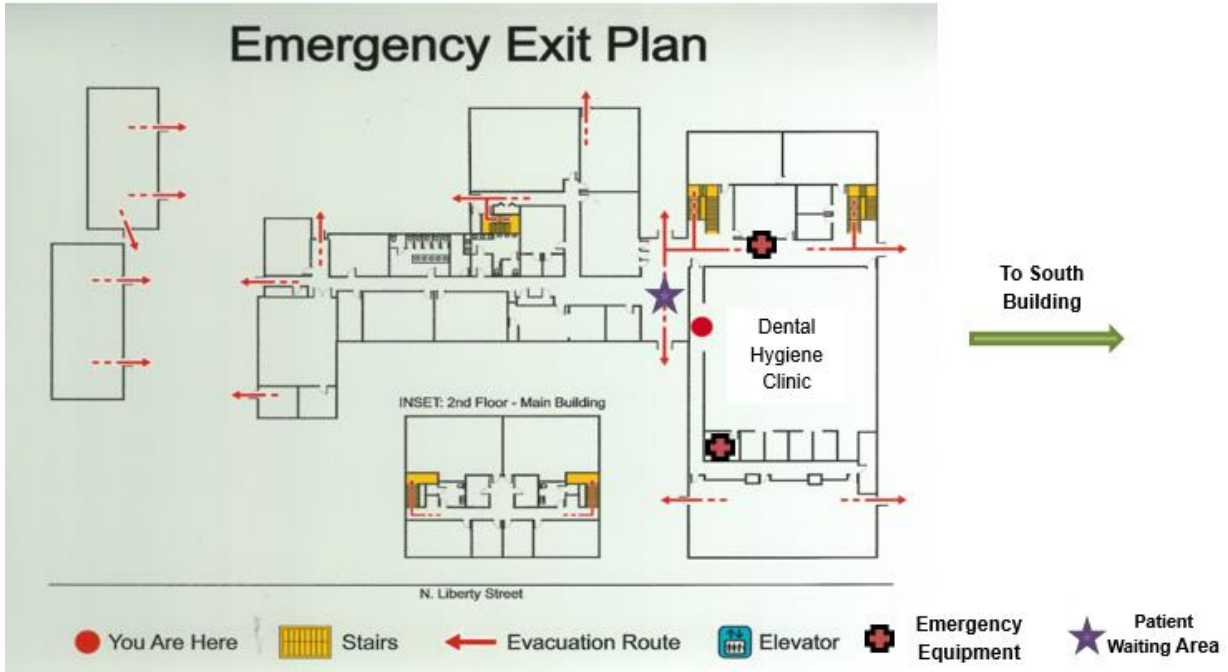 Emergency Exit Plan
To South
Building
Dental
Hygiene
Clinic
INSET: 2nd Floor - Main Building
N. Liberty Street
You Are Here
Stairs
Evacuation Route
Elevator
Emergency
Equipment
Patient
Waiting Area